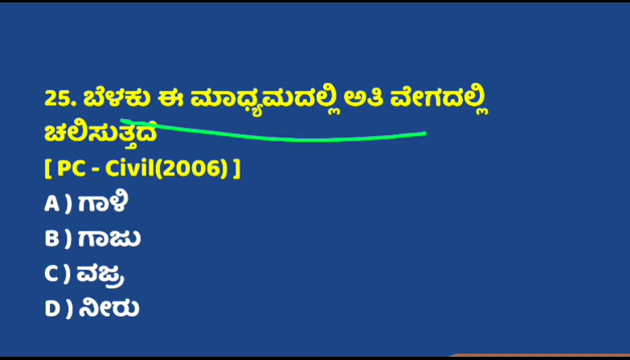 25. ಬೆಳಕು ಈ ಮಾಧ್ಯಮದಲ್ಲಿ ಅತಿ ವೇಗದಲ್ಲಿ
ಚಲಿಸುತ್ತದೆ
[ PC - Civil(2006) ]
A ) ಗಾಳಿ
B ) ಗಾಜು
C ) ವಜ್ರ
D ) ನೀರು